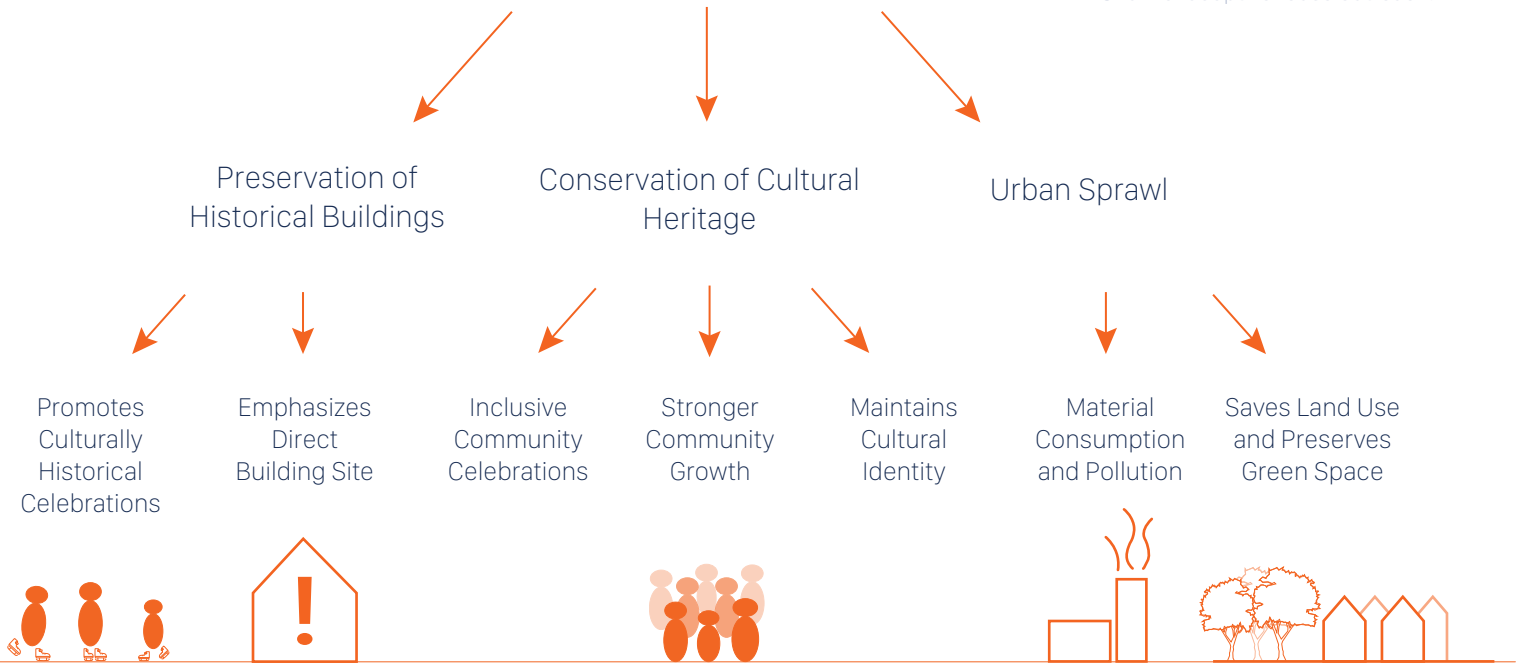 Preservation of
Historical Buildings
Conservation of Cultural
Heritage
Urban Sprawl
Promotes
Culturally
Historical
Celebrations
Emphasizes
Direct
Building Site
Inclusive
Community
Celebrations
Stronger
Community
Growth
Maintains
Cultural
Identity
Material
Consumption
and Pollution
Saves Land Use
and Preserves
Green Space
!